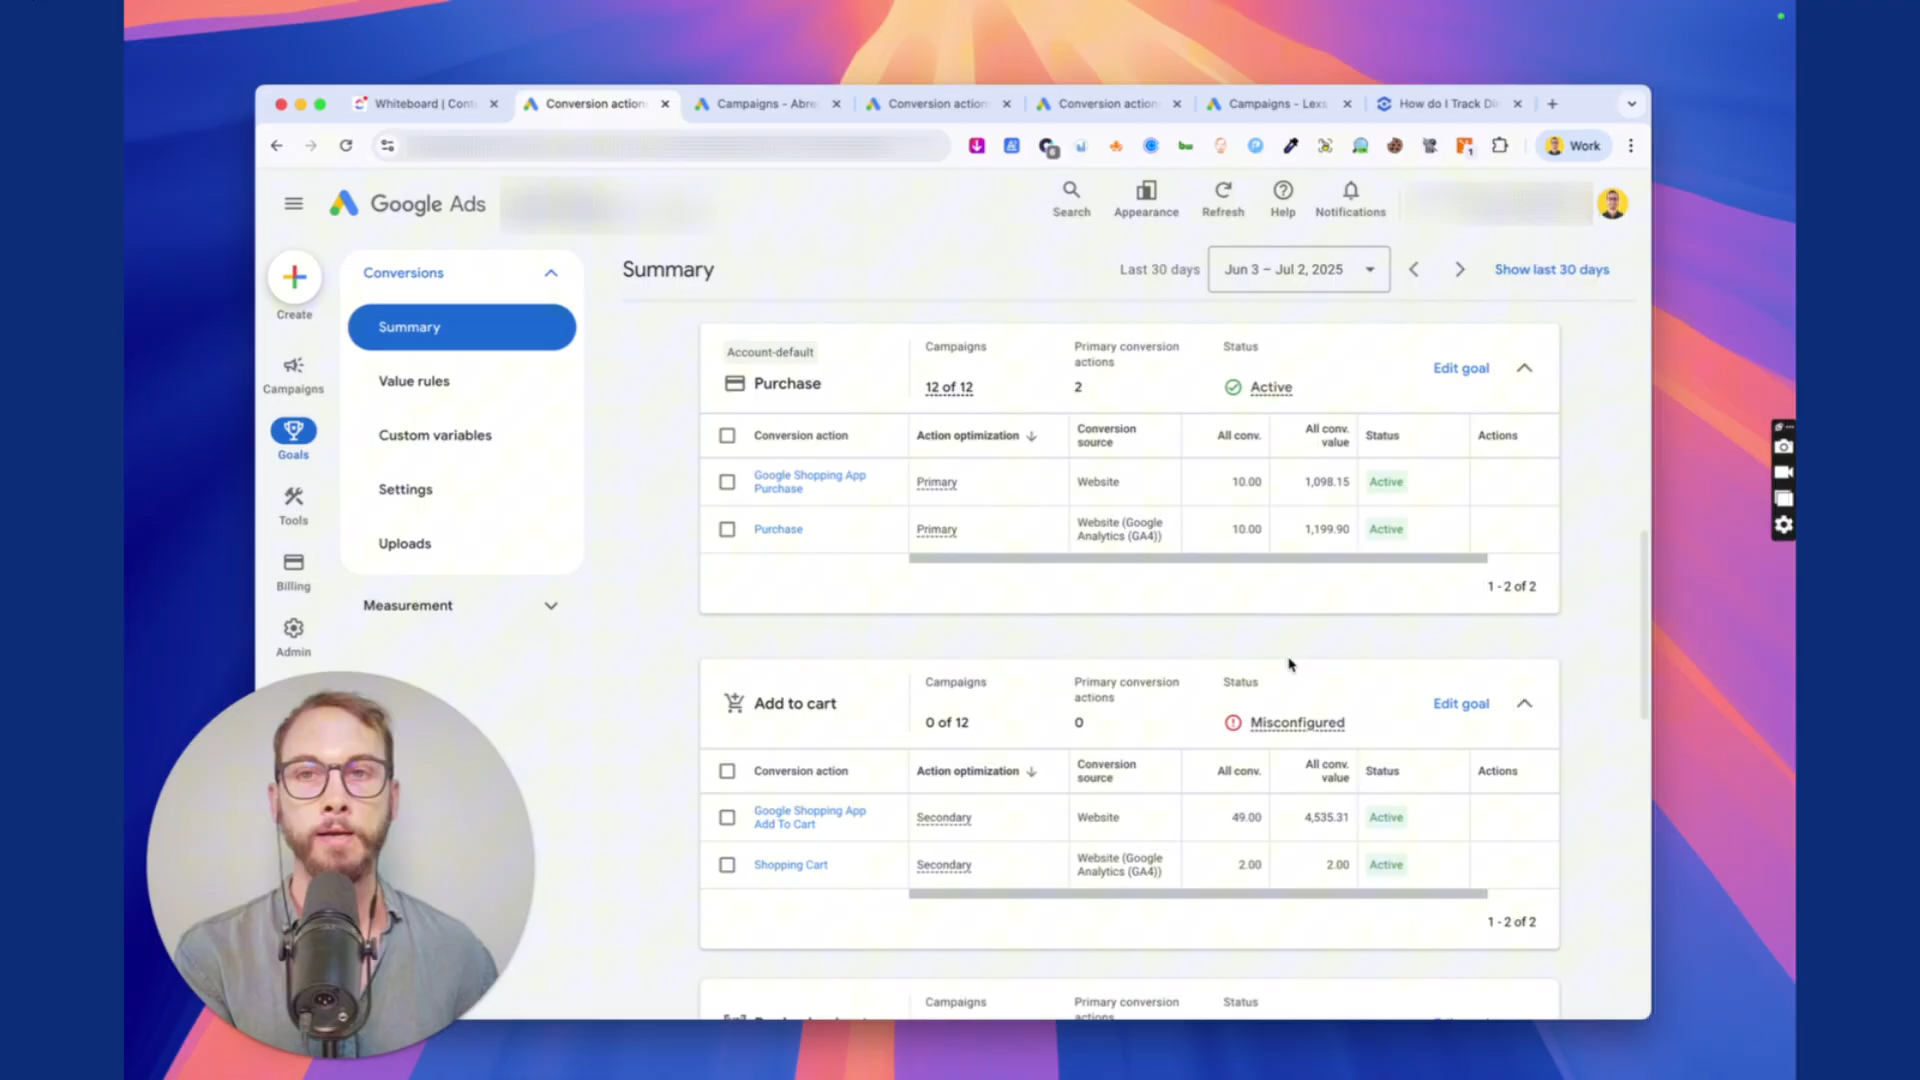 Whiteboard | Cont
Conversion action
Campaigns - Abre
Conversion action
Conversion action
Campaigns - Lexs
How do I Track Di
Work
Google Ads
Search
Appearance
Refresh
Help
Notifications
Create
Campaigns
Goals
Tools
Billing
Admin
Conversions
Summary
Value rules
Custom variables
Settings
Uploads
Measurement
Summary
Last 30 days
Jun 3 – Jul 2, 2025
Show last 30 days
Account-default
Purchase
Campaigns
12 of 12
Primary conversion
actions
2
Status
Active
Edit goal
Conversion action
Action optimization
Conversion
source
All conv.
All conv.
value
Status
Actions
Google Shopping App
Purchase
Primary
Website
10.00
1,098.15
Active
Purchase
Primary
Website (Google
Analytics (GA4))
10.00
1,199.90
Active
1 - 2 of 2
Add to cart
Campaigns
0 of 12
Primary conversion
actions
0
Status
Misconfigured
Edit goal
Conversion action
Action optimization
Conversion
source
All conv.
All conv.
value
Status
Actions
Google Shopping App
Add To Cart
Secondary
Website
49.00
4,535.31
Active
Shopping Cart
Secondary
Website (Google
Analytics (GA4))
2.00
2.00
Active
1 - 2 of 2
Campaigns
Primary conversion
actions
Status